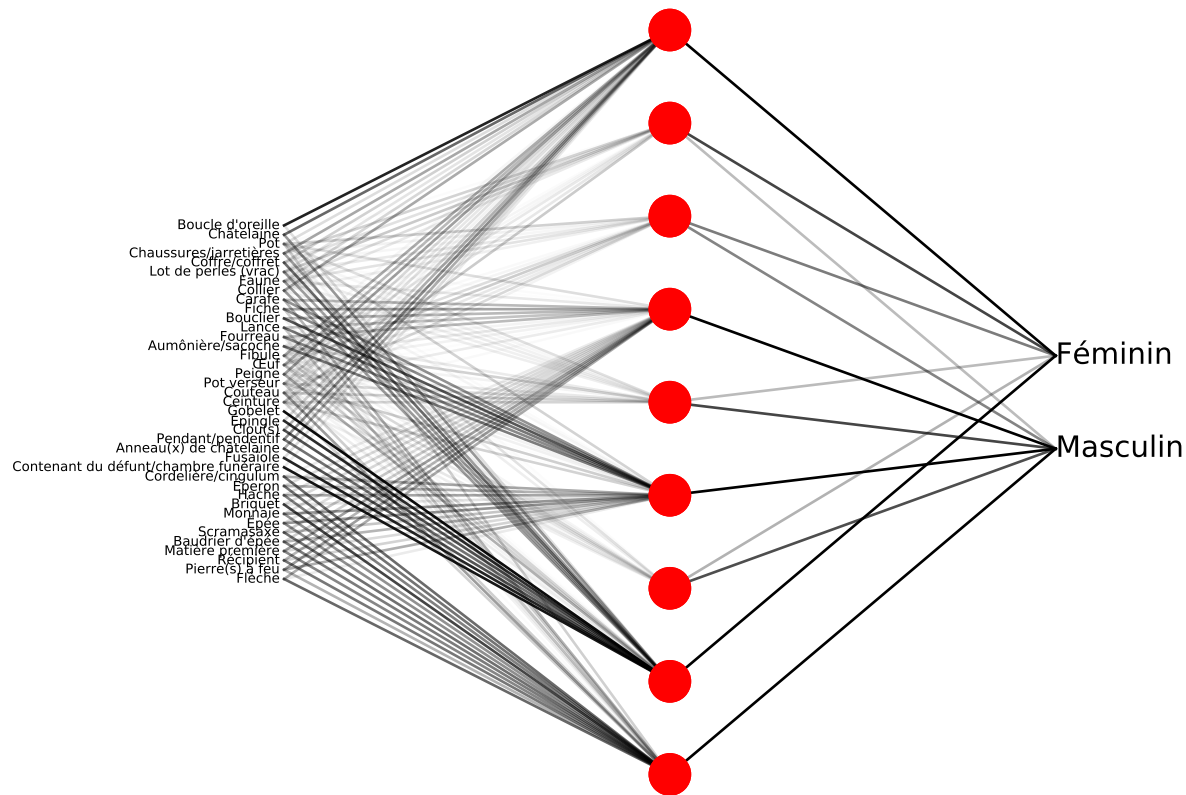 Boucle d'oreille
Châtelaine
Pot
Chaussures/jarretières
Coffre/coffret
Lot de perles (vrac)
Faune
Collier
Carafe
Fiche
Bouclier
Lance
Fourreau
Aumônière/sacoche
Fibule
Œuf
Peigne
Pot verseur
Couteau
Ceinture
Gobelet
Épingle
Clou(s)
Pendant/pendentif
Anneau(x) de châtelaine
Fusaïole
Contenant du défunt/chambre funéraire
Cordelière/cingulum
Éperon
Hache
Briquet
Monnaie
Épée
Scramasaxe
Baudrier d'épée
Matière première
Récipient
Pierre(s) à feu
Flèche
Féminin
Masculin